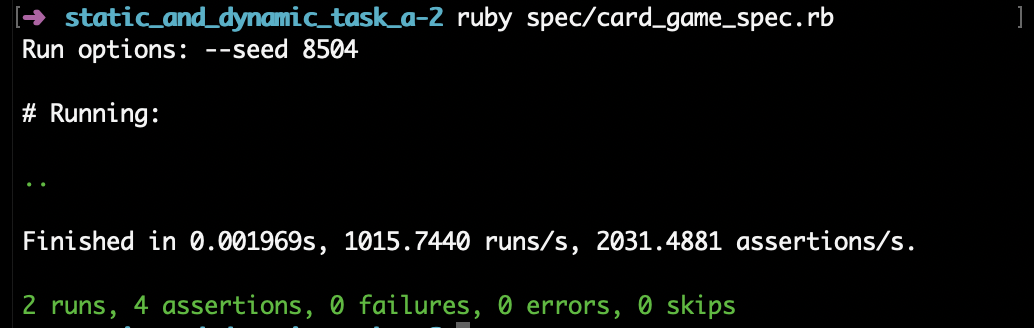 [➜ static_and_dynamic_task_a-2 ruby spec/card_game_spec.rb ]
Run options: --seed 8504
# Running:
..
Finished in 0.001969s, 1015.7440 runs/s, 2031.4881 assertions/s.
2 runs, 4 assertions, 0 failures, 0 errors, 0 skips